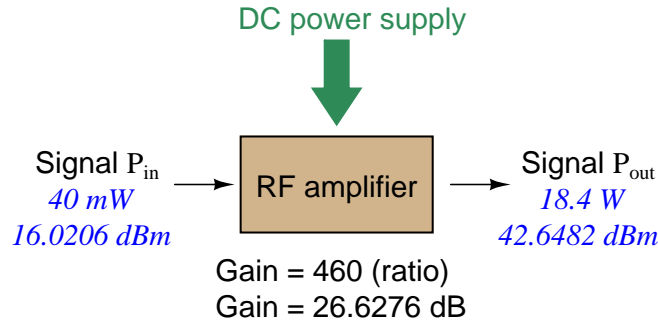 DC power supply
Signal Pin
40 mW
16.0206 dBm
RF amplifier
Signal Pout
18.4 W
42.6482 dBm
Gain = 460 (ratio)
Gain = 26.6276 dB